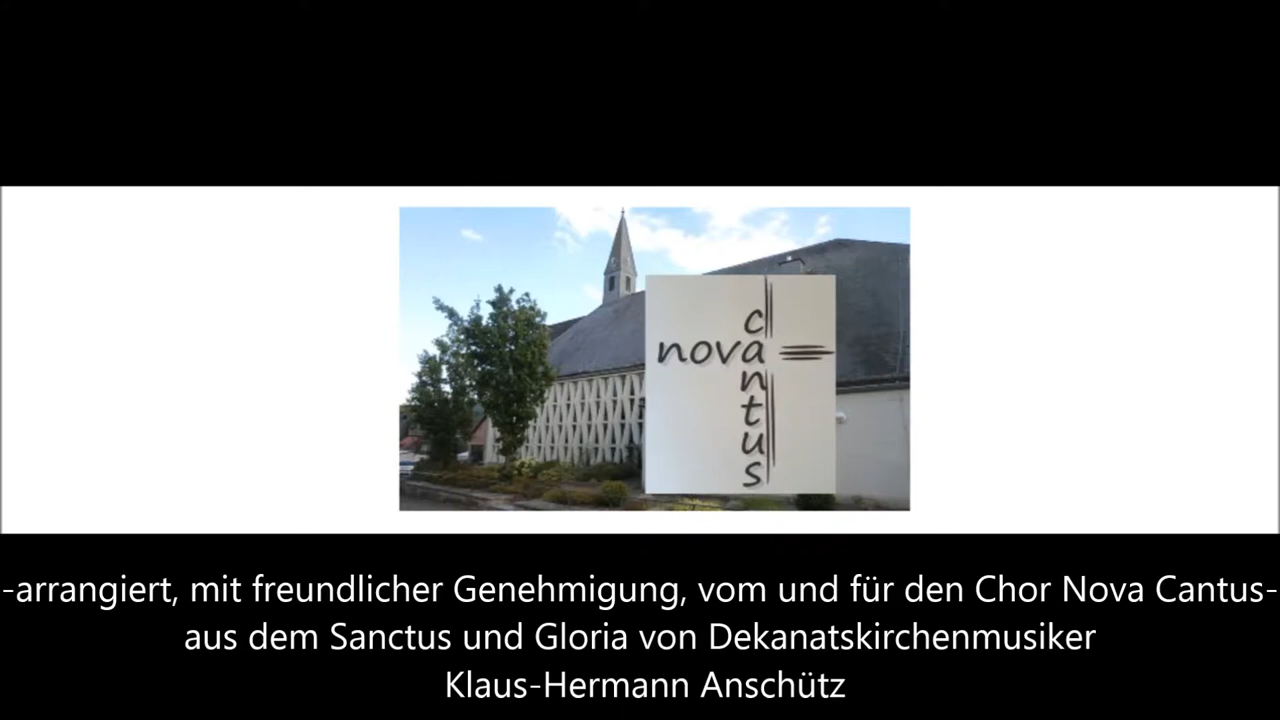 nova
cantus
-arrangiert, mit freundlicher Genehmigung, vom und für den Chor Nova Cantus-
aus dem Sanctus und Gloria von Dekanatskirchenmusiker
Klaus-Hermann Anschütz